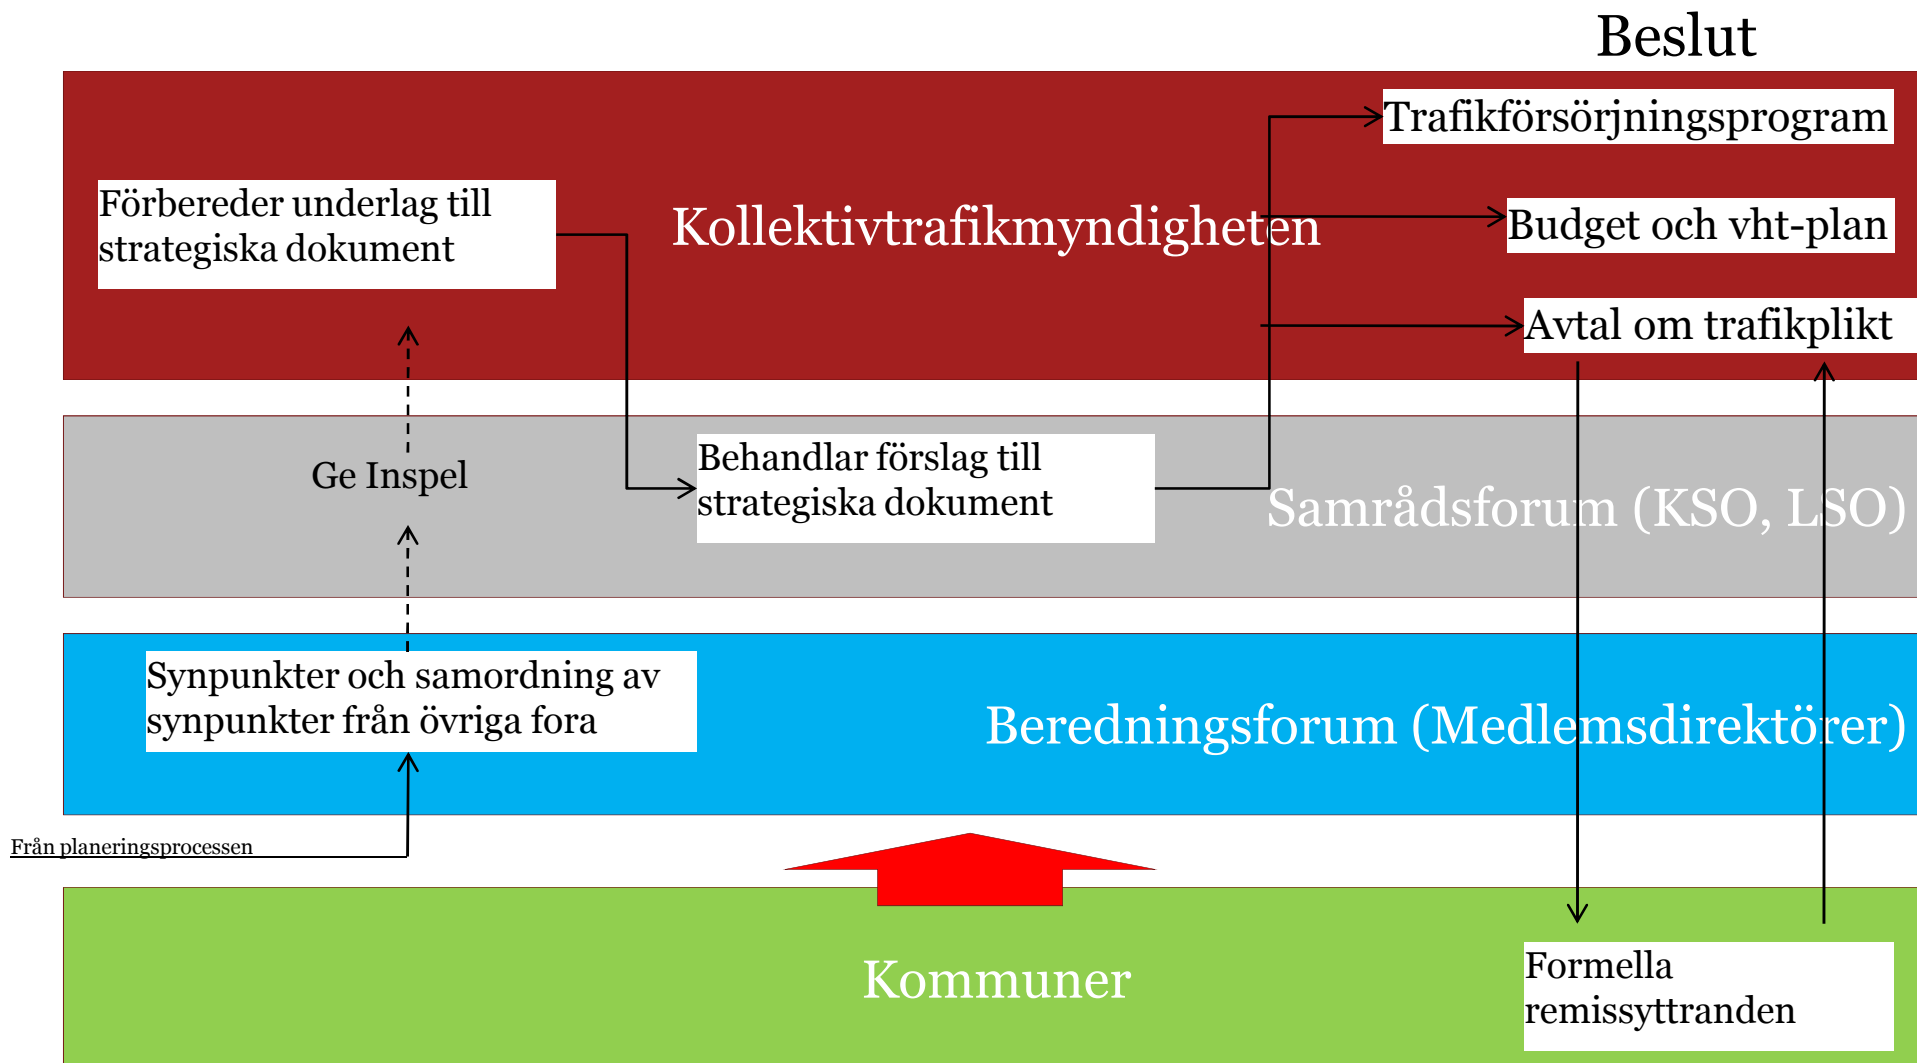 Beslut
Trafikförsörjningsprogram
Förbereder underlag till
strategiska dokument
Kollektivtrafikmyndigheten
Budget och vht-plan
Avtal om trafikplikt
Ge Inspel
Behandlar förslag till
strategiska dokument
Samrådsforum (KSO, LSO)
Synpunkter och samordning av
synpunkter från övriga fora
Beredningsforum (Medlemsdirektörer)
Från planeringsprocessen
Kommuner
Formella
remissyttranden